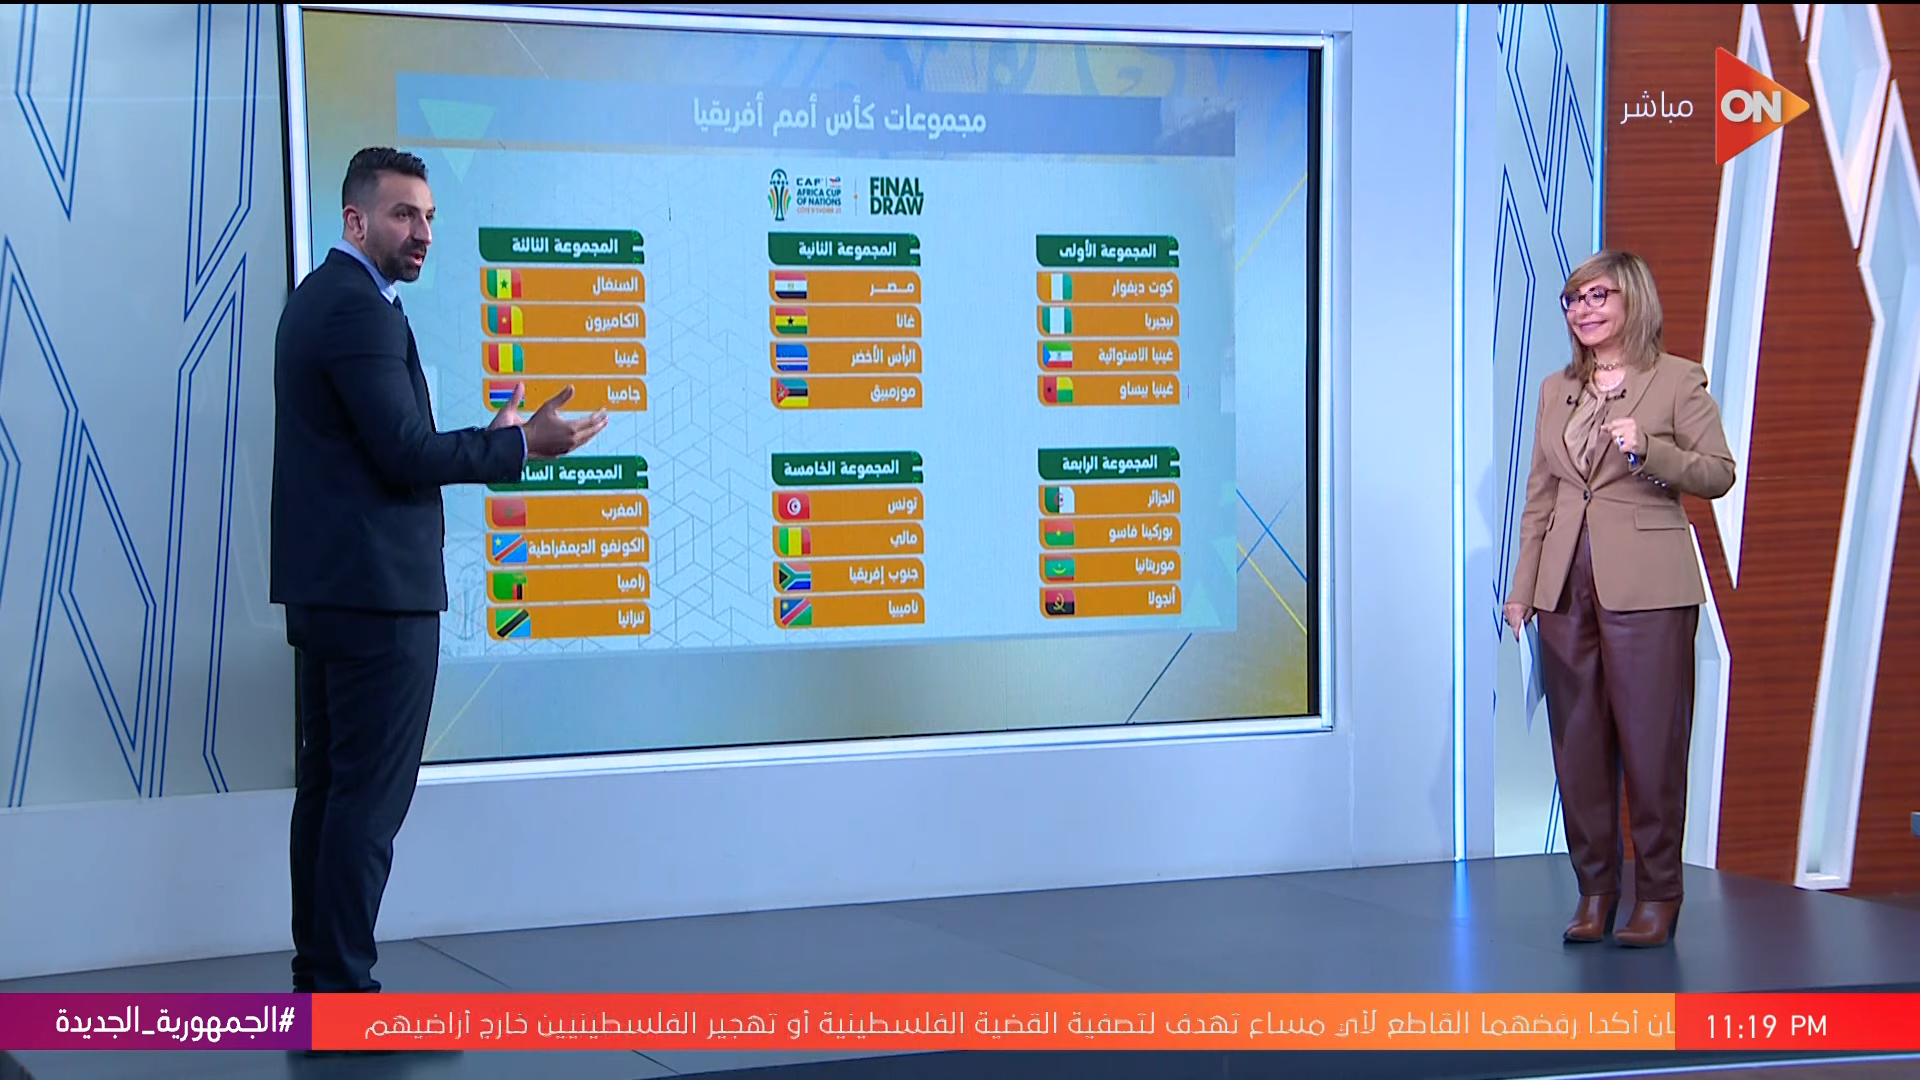 مباشر
ON
مجموعات كأس أمم أفريقيا
CAF
AFRICA CUP
OF NATIONS
FINAL
DRAW
المجموعة الأولى
كوت ديفوار
نيجيريا
غينيا الاستوائية
غينيا بيساو
المجموعة الثانية
مصر
غانا
الرأس الأخضر
موزمبيق
المجموعة الثالثة
السنغال
الكاميرون
غينيا
جامبيا
المجموعة الرابعة
الجزائر
بوركينا فاسو
موريتانيا
أنجولا
المجموعة الخامسة
تونس
مالي
جنوب إفريقيا
ناميبيا
المجموعة
المغرب
الكونغو الديمقراطية
زامبيا
تنزانيا
11:19 PM
أكدا رفضهما القاطع لأي مساع تهدف لتصفية القضية الفلسطينية أو تهجير الفلسطينيين خارج أراضيهم
#الجمهورية_الجديدة